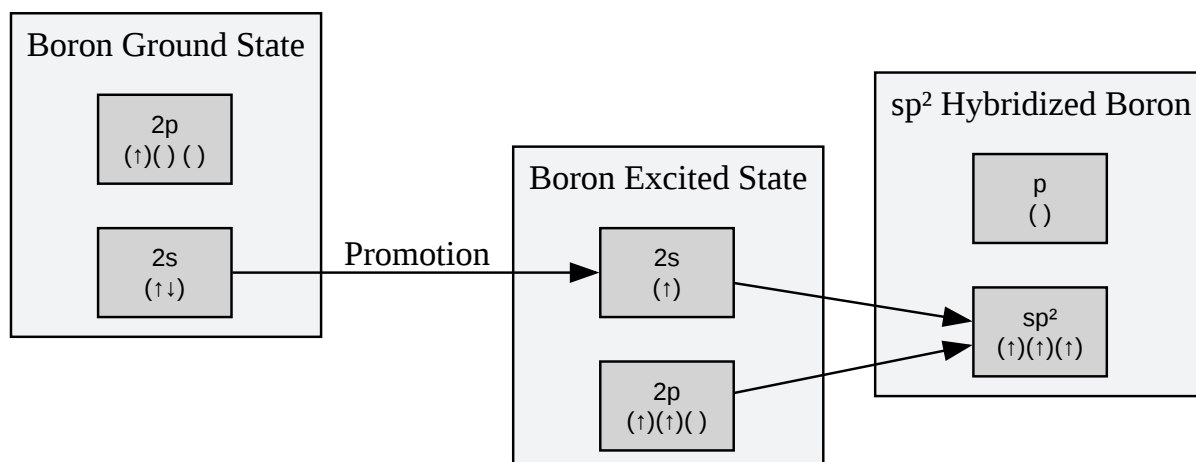 Boron Ground State
2p
(↑)( ) ( )
2s
(↑↓)
Promotion
Boron Excited State
2s
(↑)
2p
(↑)(↑)( )
sp² Hybridized Boron
p
( )
sp²
(↑)(↑)(↑)